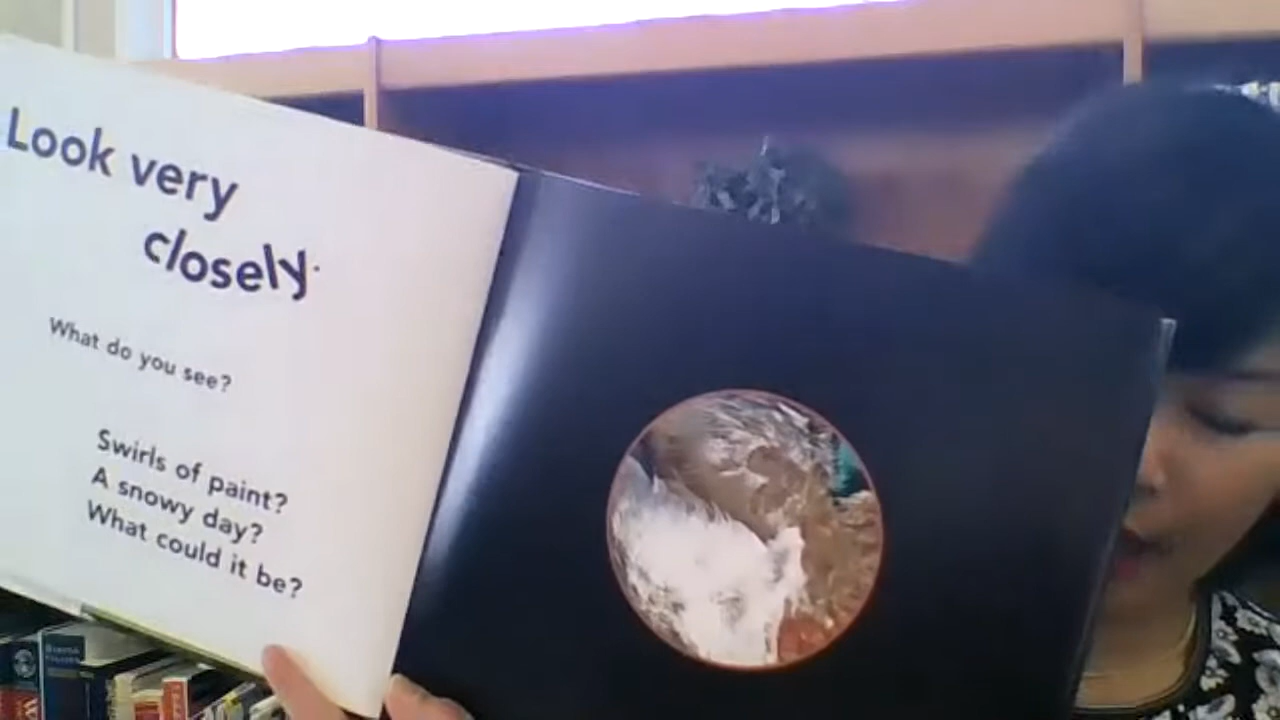 Look very
closely.
What do you see?
Swirls of paint?
A snowy day?
What could it be?